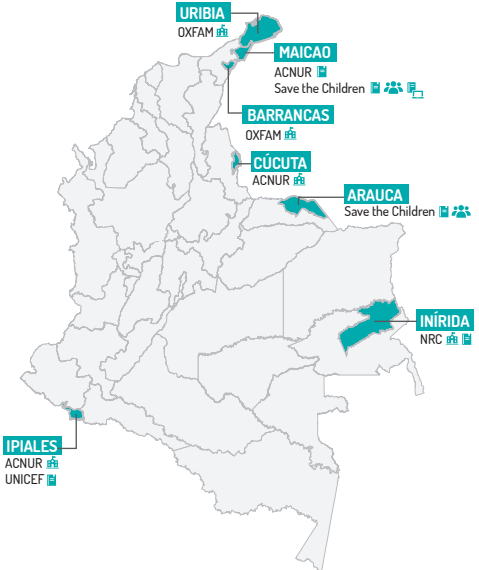 URIBIA
OXFAM
MAICAO
ACNUR
Save the Children
BARRANCAS
OXFAM
CÚCUTA
ACNUR
ARAUCA
Save the Children
INÍRIDA
NRC
IPIALES
ACNUR
UNICEF